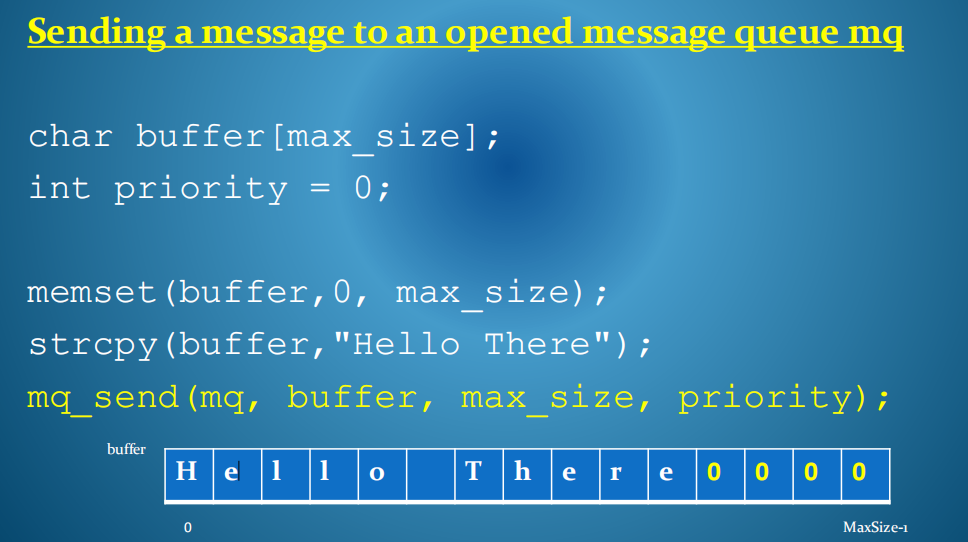 Sending a message to an opened message queue mq
char buffer[max_size];
int priority = 0;
memset(buffer,0, max_size);
strcpy(buffer,"Hello There");
mq_send(mq, buffer, max_size, priority);
buffer
H e l l o T h e r e 0 0 0 0
0 MaxSize-1